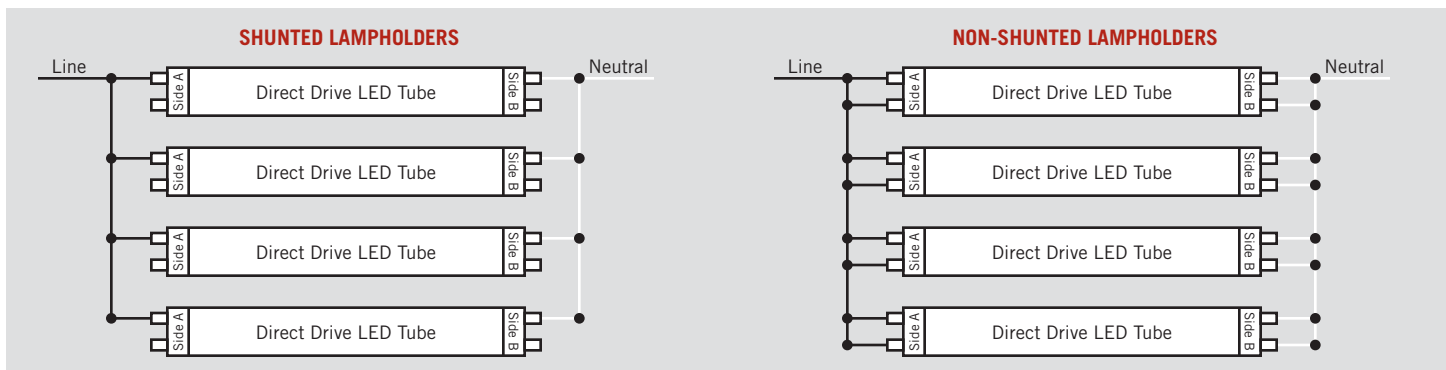 SHUNTED LAMPHOLDERS
Line
Neutral
Side A
Direct Drive LED Tube
Side B
Side A
Direct Drive LED Tube
Side B
Side A
Direct Drive LED Tube
Side B
Side A
Direct Drive LED Tube
Side B
NON-SHUNTED LAMPHOLDERS
Line
Neutral
Side A
Direct Drive LED Tube
Side B
Side A
Direct Drive LED Tube
Side B
Side A
Direct Drive LED Tube
Side B
Side A
Direct Drive LED Tube
Side B